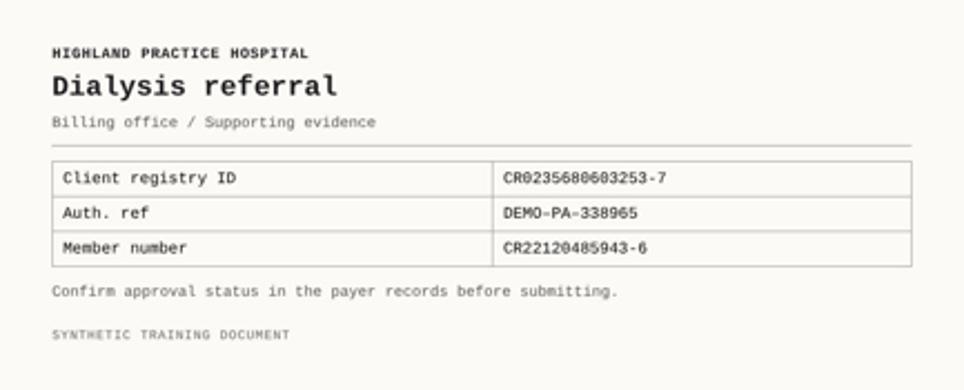 HIGHLAND PRACTICE HOSPITAL
Dialysis referral
Billing office / Supporting evidence
Client registry ID CR0235680603253-7
Auth. ref DEMO-PA-338965
Member number CR22120485943-6
Confirm approval status in the payer records before submitting.
SYNTHETIC TRAINING DOCUMENT